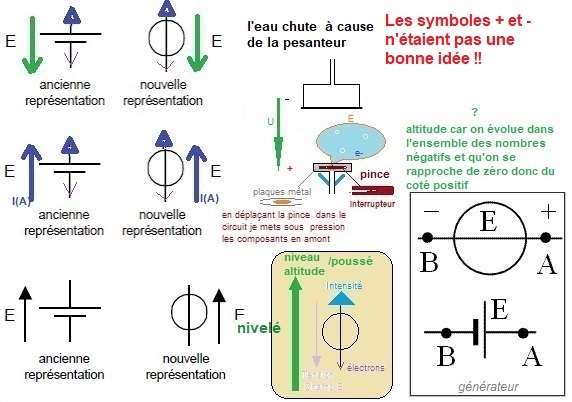 E
E
ancienne
représentation
nouvelle
représentation
E
E
I(A)
I(A)
ancienne
représentation
nouvelle
représentation
E
F
ancienne
représentation
nouvelle
représentation
l'eau chute à cause
de la pesanteur
Les symboles + et -
n'étaient pas une
bonne idée !!
-
U
E
e-
+
pince
plaques métal
interrupteur
en déplaçant la pince dans le
circuit je mets sous pression
les composants en amont
?
altitude car on évolue dans
l'ensemble des nombres
négatifs et qu'on se
rapproche de zéro donc du
coté positif
niveau
altitude
/poussé
Intensité
nivelé
électrons
− E +
B A
E
B A
générateur